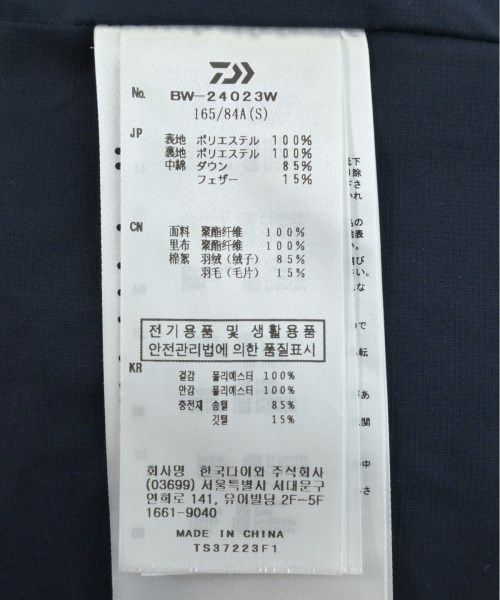 No. BW-24023W
165/84A(S)
JP
表地 ポリエステル 100%
裏地 ポリエステル 100%
中綿 ダウン 85%
フェザー 15%
CN
面料 聚酯纤维 100%
里布 聚酯纤维 100%
棉絮 羽绒(绒子) 85%
羽毛(毛片) 15%
전기용품 및 생활용품
안전관리법에 의한 품질표시
KR
겉감 폴리에스터 100%
안감 폴리에스터 100%
충전재 솜털 85%
깃털 15%
회사명 한국다이와 주식회사
(03699) 서울특별시 서대문구
연희로 141, 유이빌딩 2F~5F
1661-9040
MADE IN CHINA
TS37223F1